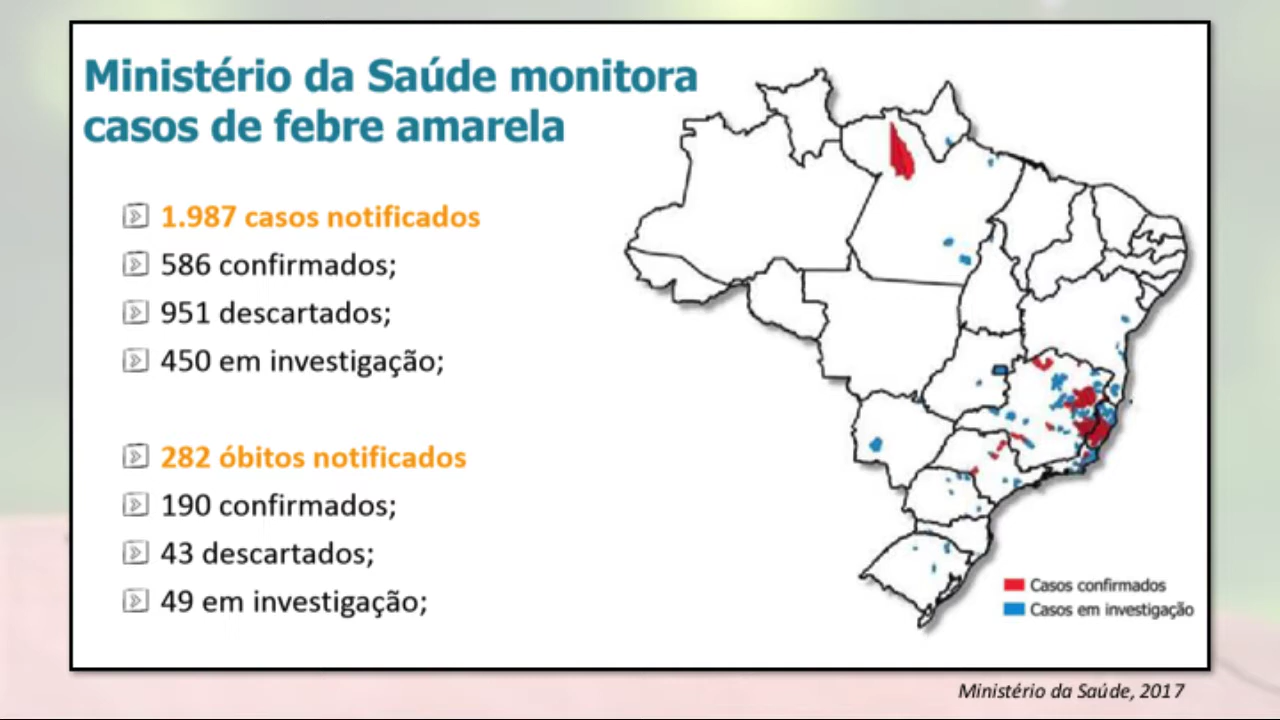 Ministério da Saúde monitora
casos de febre amarela
1.987 casos notificados
586 confirmados;
951 descartados;
450 em investigação;
282 óbitos notificados
190 confirmados;
43 descartados;
49 em investigação;
Casos confirmados
Casos em investigação
Ministério da Saúde, 2017